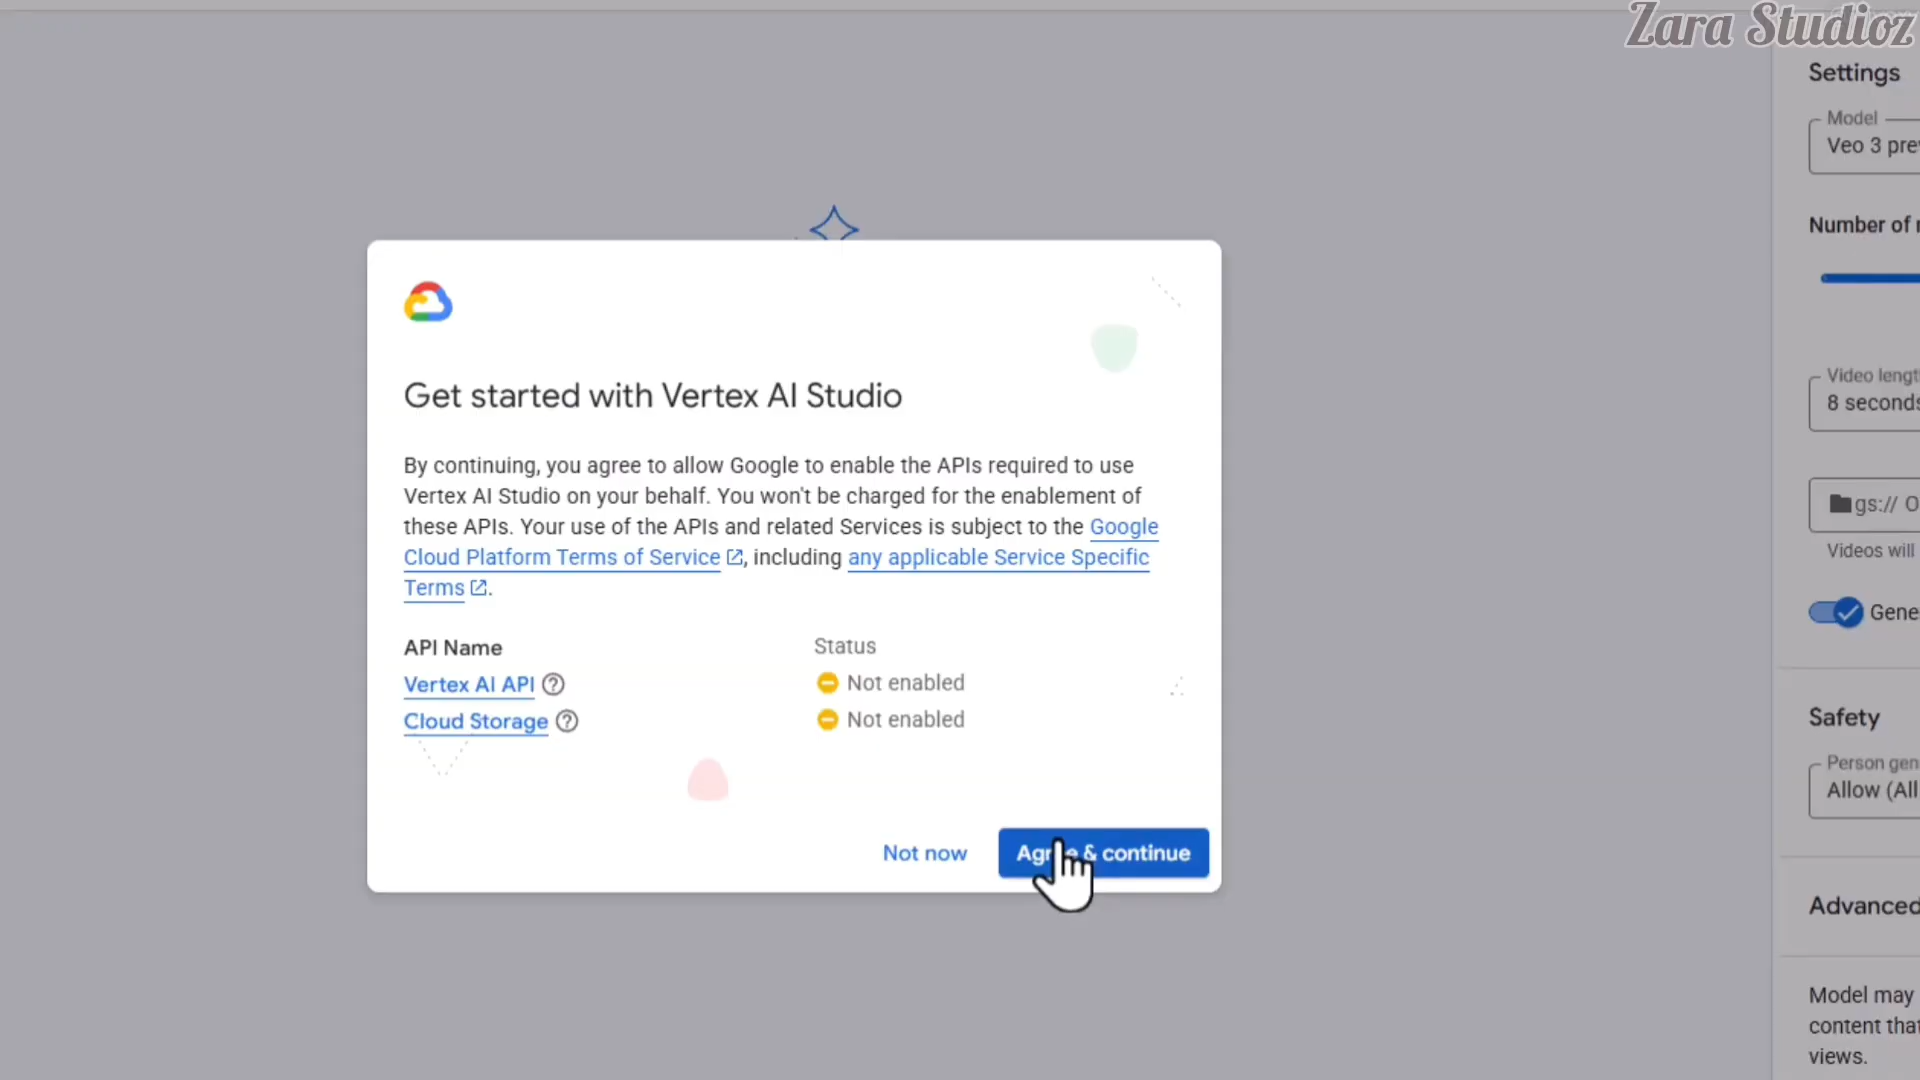 Zara Studioz
Settings
Model
Veo 3 pre
Number of
Video lengt
8 seconds
gs://
Videos will
Gene
Safety
Person gen
Allow (All
Advanced
Model may
content that
views.
Get started with Vertex AI Studio
By continuing, you agree to allow Google to enable the APIs required to use
Vertex AI Studio on your behalf. You won't be charged for the enablement of
these APIs. Your use of the APIs and related Services is subject to the Google
Cloud Platform Terms of Service, including any applicable Service Specific
Terms.
API Name Status
Vertex AI API Not enabled
Cloud Storage Not enabled
Not now Agree & continue